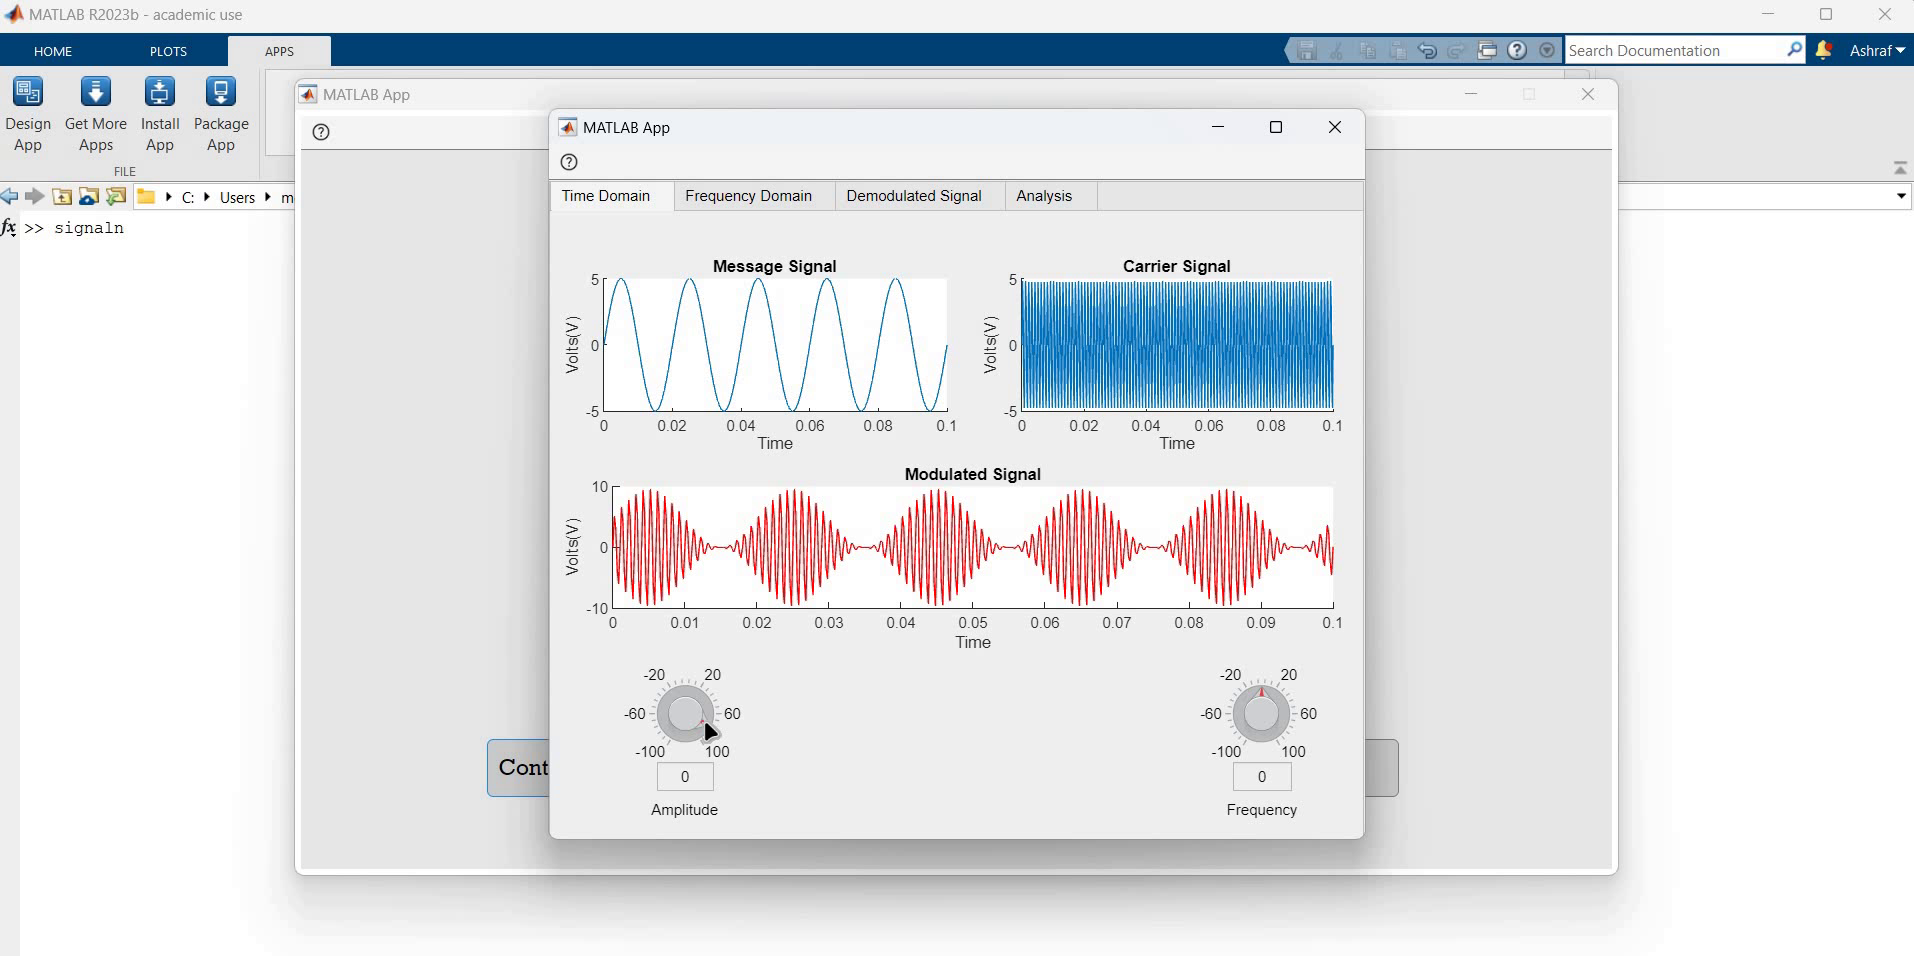 MATLAB R2023b - academic use
HOME PLOTS APPS
Search Documentation
Ashraf
Design App
Get More Apps
Install App
Package App
FILE
C: Users m
fx >> signaln
MATLAB App
MATLAB App
Time Domain Frequency Domain Demodulated Signal Analysis
Message Signal
5
0
-5
Volts(V)
0 0.02 0.04 0.06 0.08 0.1
Time
Carrier Signal
5
0
-5
Volts(V)
0 0.02 0.04 0.06 0.08 0.1
Time
Modulated Signal
10
0
-10
Volts(V)
0 0.01 0.02 0.03 0.04 0.05 0.06 0.07 0.08 0.09 0.1
Time
-20 20
-60 60
-100 100
0
Amplitude
-20 20
-60 60
-100 100
0
Frequency
Cont